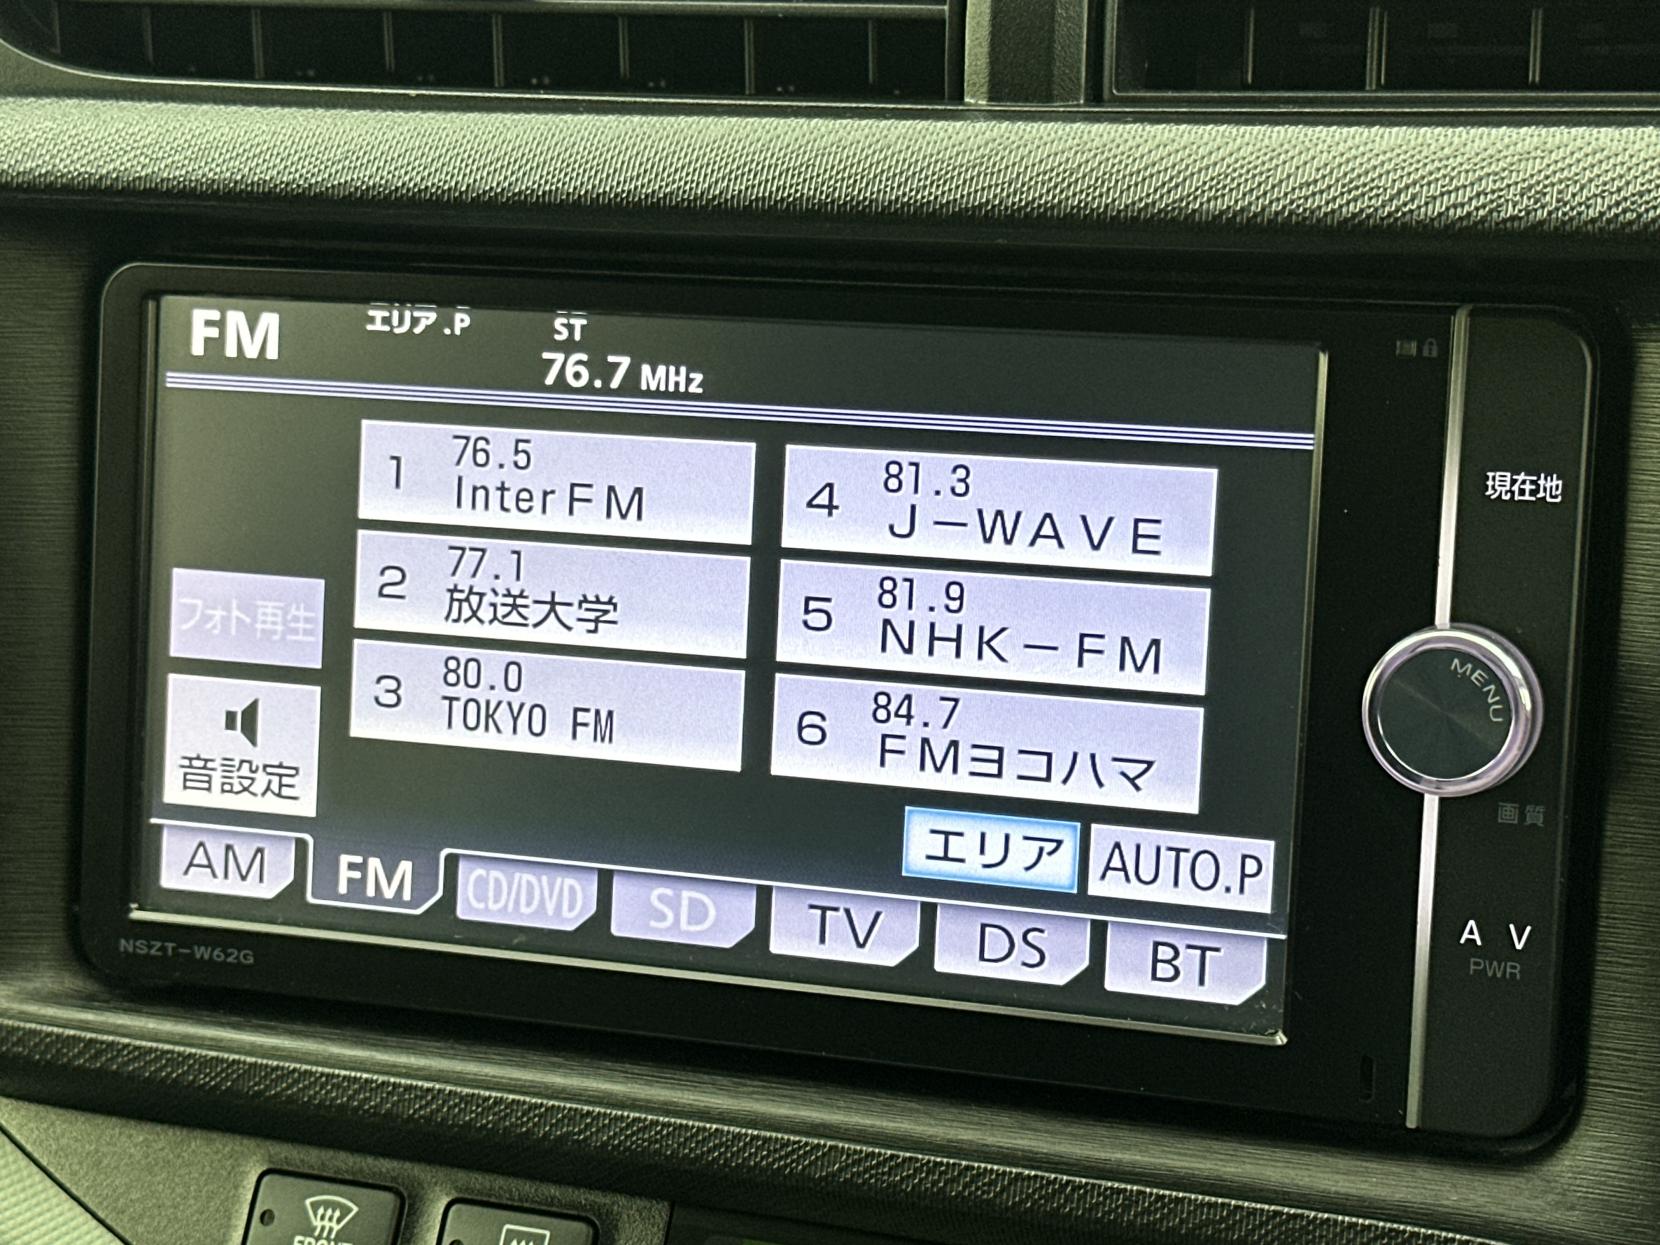 FM
エリア.P
ST
76.7 MHz
1 76.5
InterFM
2 77.1
放送大学
3 80.0
TOKYO FM
4 81.3
J-WAVE
5 81.9
NHK-FM
6 84.7
FMヨコハマ
フォト再生
音設定
エリア
AUTO.P
AM
FM
CD/DVD
SD
TV
DS
BT
NSZT-W62G
現在地
MENU
画質
A V
PWR
FRONT